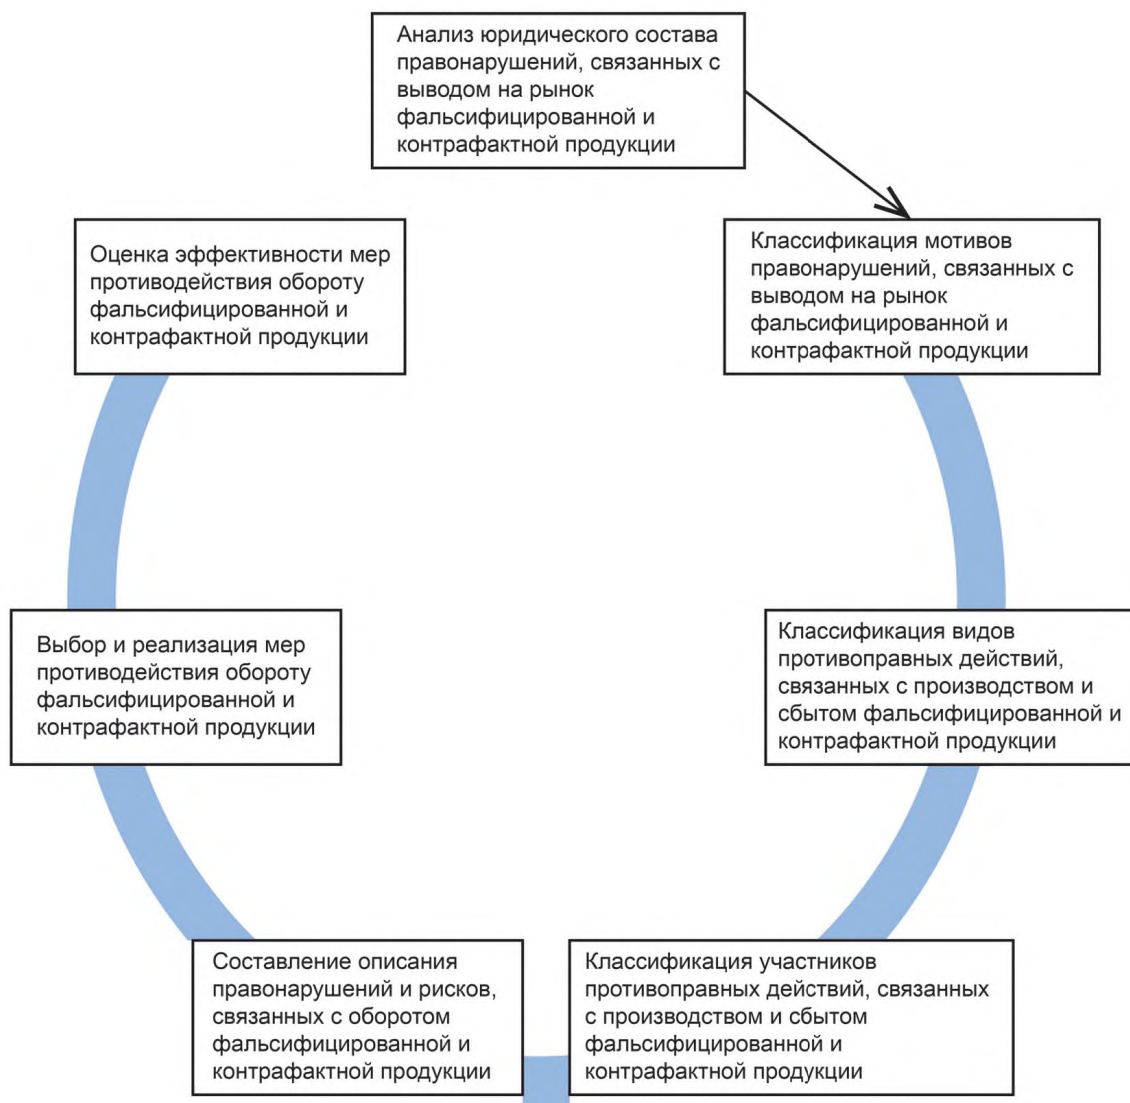 Анализ юридического состава
правонарушений, связанных с
выводом на рынок
фальсифицированной и
контрафактной продукции
Классификация мотивов
правонарушений, связанных с
выводом на рынок
фальсифицированной и
контрафактной продукции
Классификация видов
противоправных действий,
связанных с производством и
сбытом фальсифицированной и
контрафактной продукции
Классификация участников
противоправных действий, связанных
с производством и сбытом
фальсифицированной и
контрафактной продукции
Составление описания
правонарушений и рисков,
связанных с оборотом
фальсифицированной и
контрафактной продукции
Выбор и реализация мер
противодействия обороту
фальсифицированной и
контрафактной продукции
Оценка эффективности мер
противодействия обороту
фальсифицированной и
контрафактной продукции